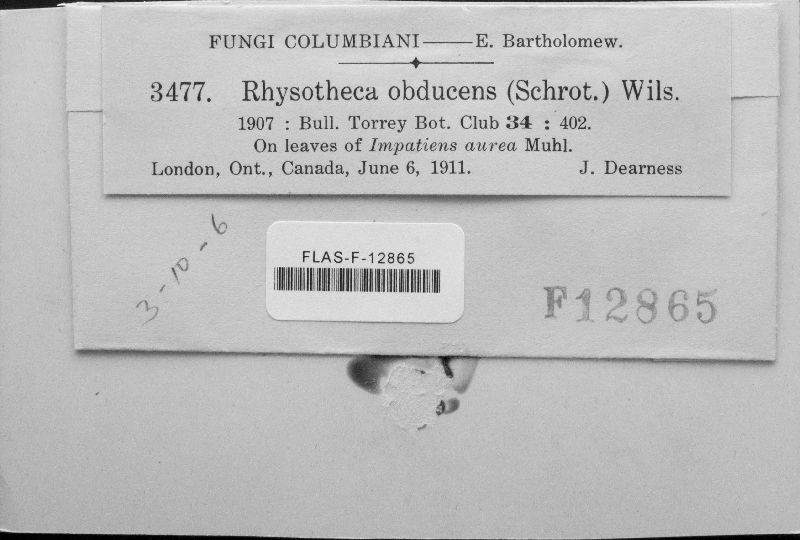 FUNGI COLUMBIANI——E. Bartholomew.
3477. Rhysotheca obducens (Schrot.) Wils.
1907 : Bull. Torrey Bot. Club 34 : 402.
On leaves of Impatiens aurea Muhl.
London, Ont., Canada, June 6, 1911. J. Dearness
3-10-6
FLAS-F-12865
F12865